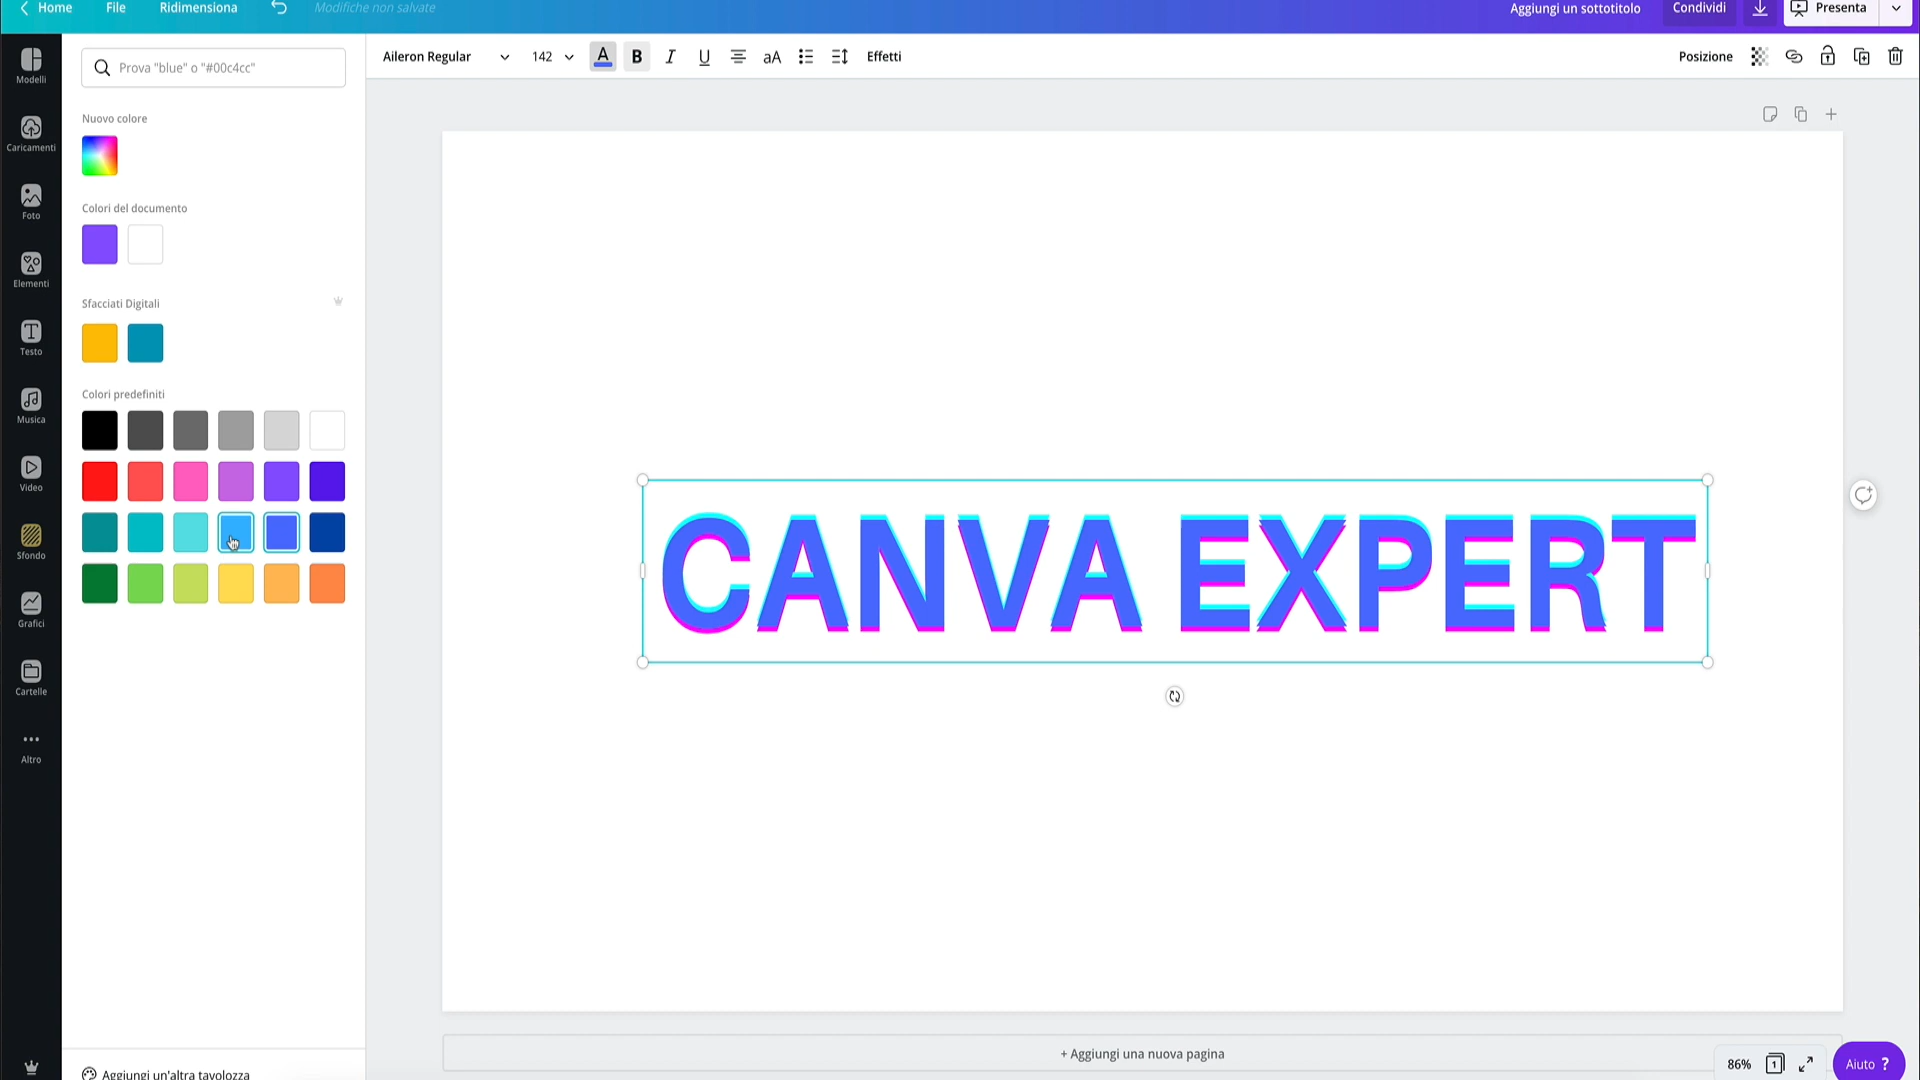 Home File Ridimensiona Modifiche non salvate Aggiungi un sottotitolo Condividi Presenta
Aileron Regular 142 A B I U aA Effetti Posizione
Prova "blue" o "#00c4cc"
Modelli
Caricamenti
Foto
Elementi
Testo
Musica
Video
Sfondo
Grafici
Cartelle
Altro
Nuovo colore
Colori del documento
Sfacciati Digitali
Colori predefiniti
CANVA EXPERT
+ Aggiungi una nuova pagina
Aggiungi un'altra tavolozza
86% 1 Aiuto ?